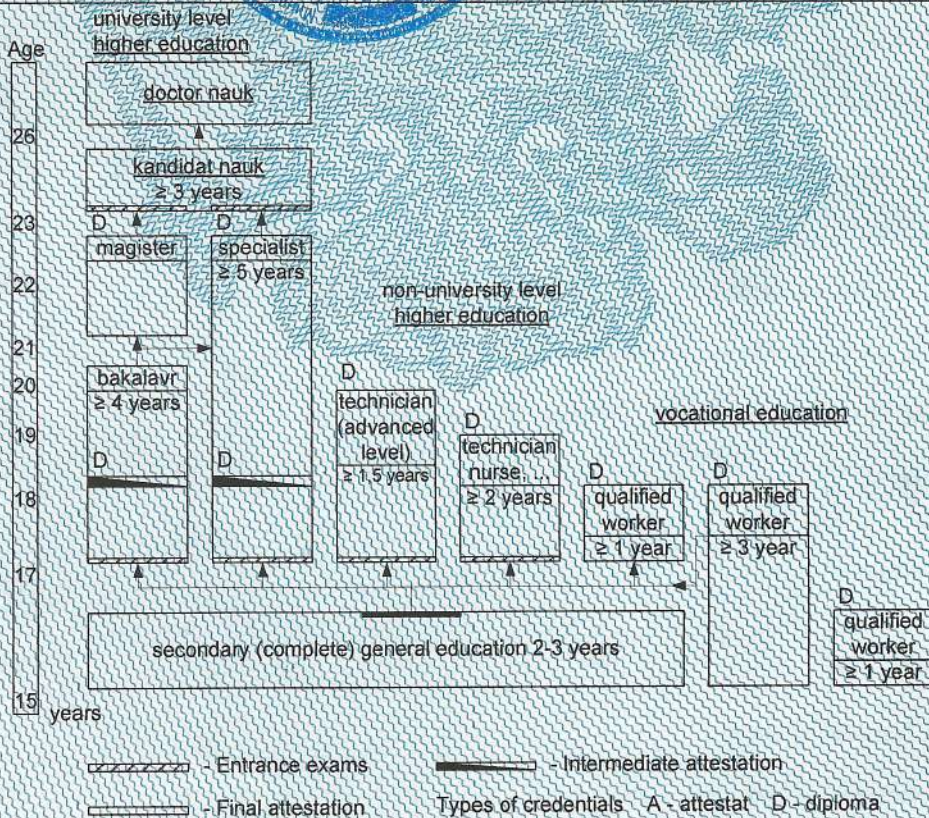 university level
higher education
Age
doctor nauk
26
kandidat nauk
≥ 3 years
23
D D
magister specialist
≥ 5 years
22
non-university level
higher education
21
20
bakalavr
≥ 4 years
D
technician
(advanced
level)
≥ 1,5 years
vocational education
19
D
technician
nurse, ...
≥ 2 years
D D
18
D
qualified
worker
≥ 1 year
D
qualified
worker
≥ 3 year
17
D
qualified
worker
≥ 1 year
secondary (complete) general education 2-3 years
15 years
- Entrance exams - Intermediate attestation
- Final attestation Types of credentials A - attestat D - diploma